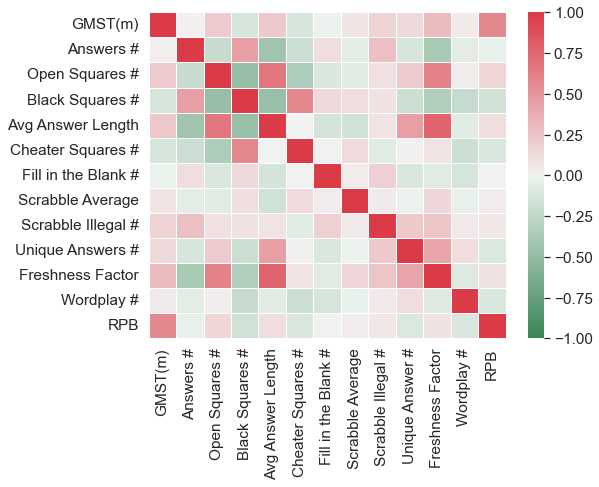 GMST(m)
Answers #
Open Squares #
Black Squares #
Avg Answer Length
Cheater Squares #
Fill in the Blank #
Scrabble Average
Scrabble Illegal #
Unique Answers #
Freshness Factor
Wordplay #
RPB
GMST(m)
Answers #
Open Squares #
Black Squares #
Avg Answer Length
Cheater Squares #
Fill in the Blank #
Scrabble Average
Scrabble Illegal #
Unique Answer #
Freshness Factor
Wordplay #
RPB
1.00
0.75
0.50
0.25
0.00
−0.25
−0.50
−0.75
−1.00